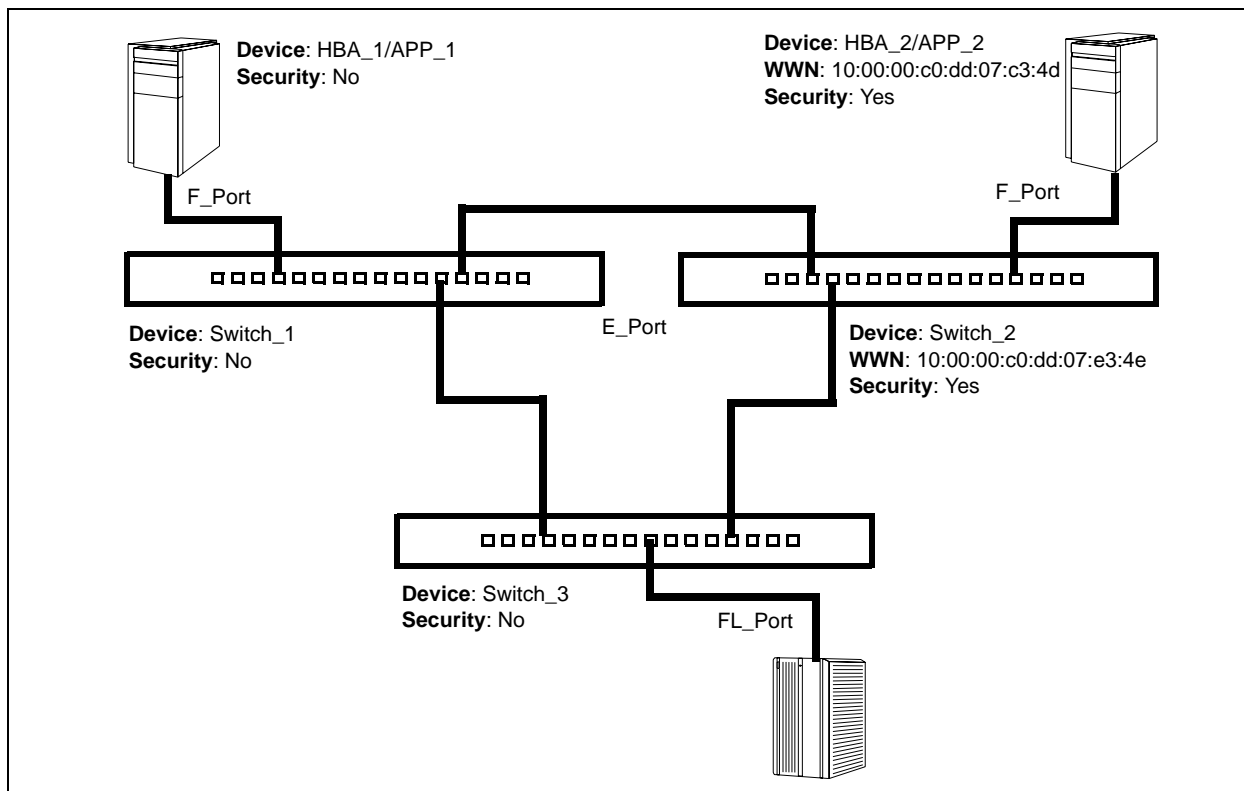 Device: HBA_1/APP_1
Security: No
Device: HBA_2/APP_2
WWN: 10:00:00:c0:dd:07:c3:4d
Security: Yes
F_Port
F_Port
Device: Switch_1
Security: No
E_Port
Device: Switch_2
WWN: 10:00:00:c0:dd:07:e3:4e
Security: Yes
Device: Switch_3
Security: No
FL_Port